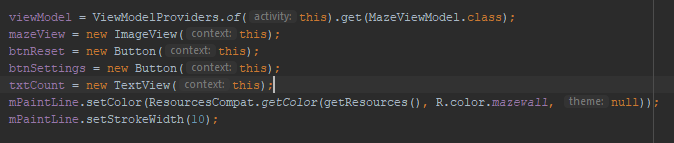 viewModel = ViewModelProviders.of( activity: this).get(MazeViewModel.class);
mazeView = new ImageView( context: this);
btnReset = new Button( context: this);
btnSettings = new Button( context: this);
txtCount = new TextView( context: this);
mPaintLine.setColor(ResourcesCompat.getColor(getResources(), R.color.mazewall, theme: null));
mPaintLine.setStrokeWidth(10);